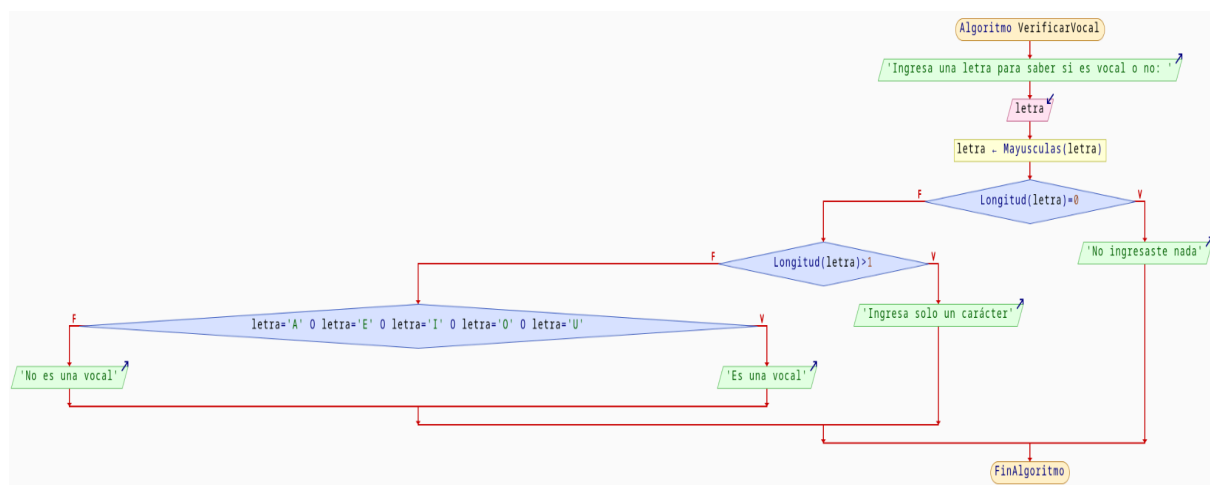 Algoritmo VerificarVocal
'Ingresa una letra para saber si es vocal o no: '
letra
letra ← Mayusculas(letra)
F
Longitud(letra)=0
V
'No ingresaste nada'
F
Longitud(letra)>1
V
'Ingresa solo un carácter'
F
letra='A' O letra='E' O letra='I' O letra='O' O letra='U'
V
'No es una vocal'
'Es una vocal'
FinAlgoritmo